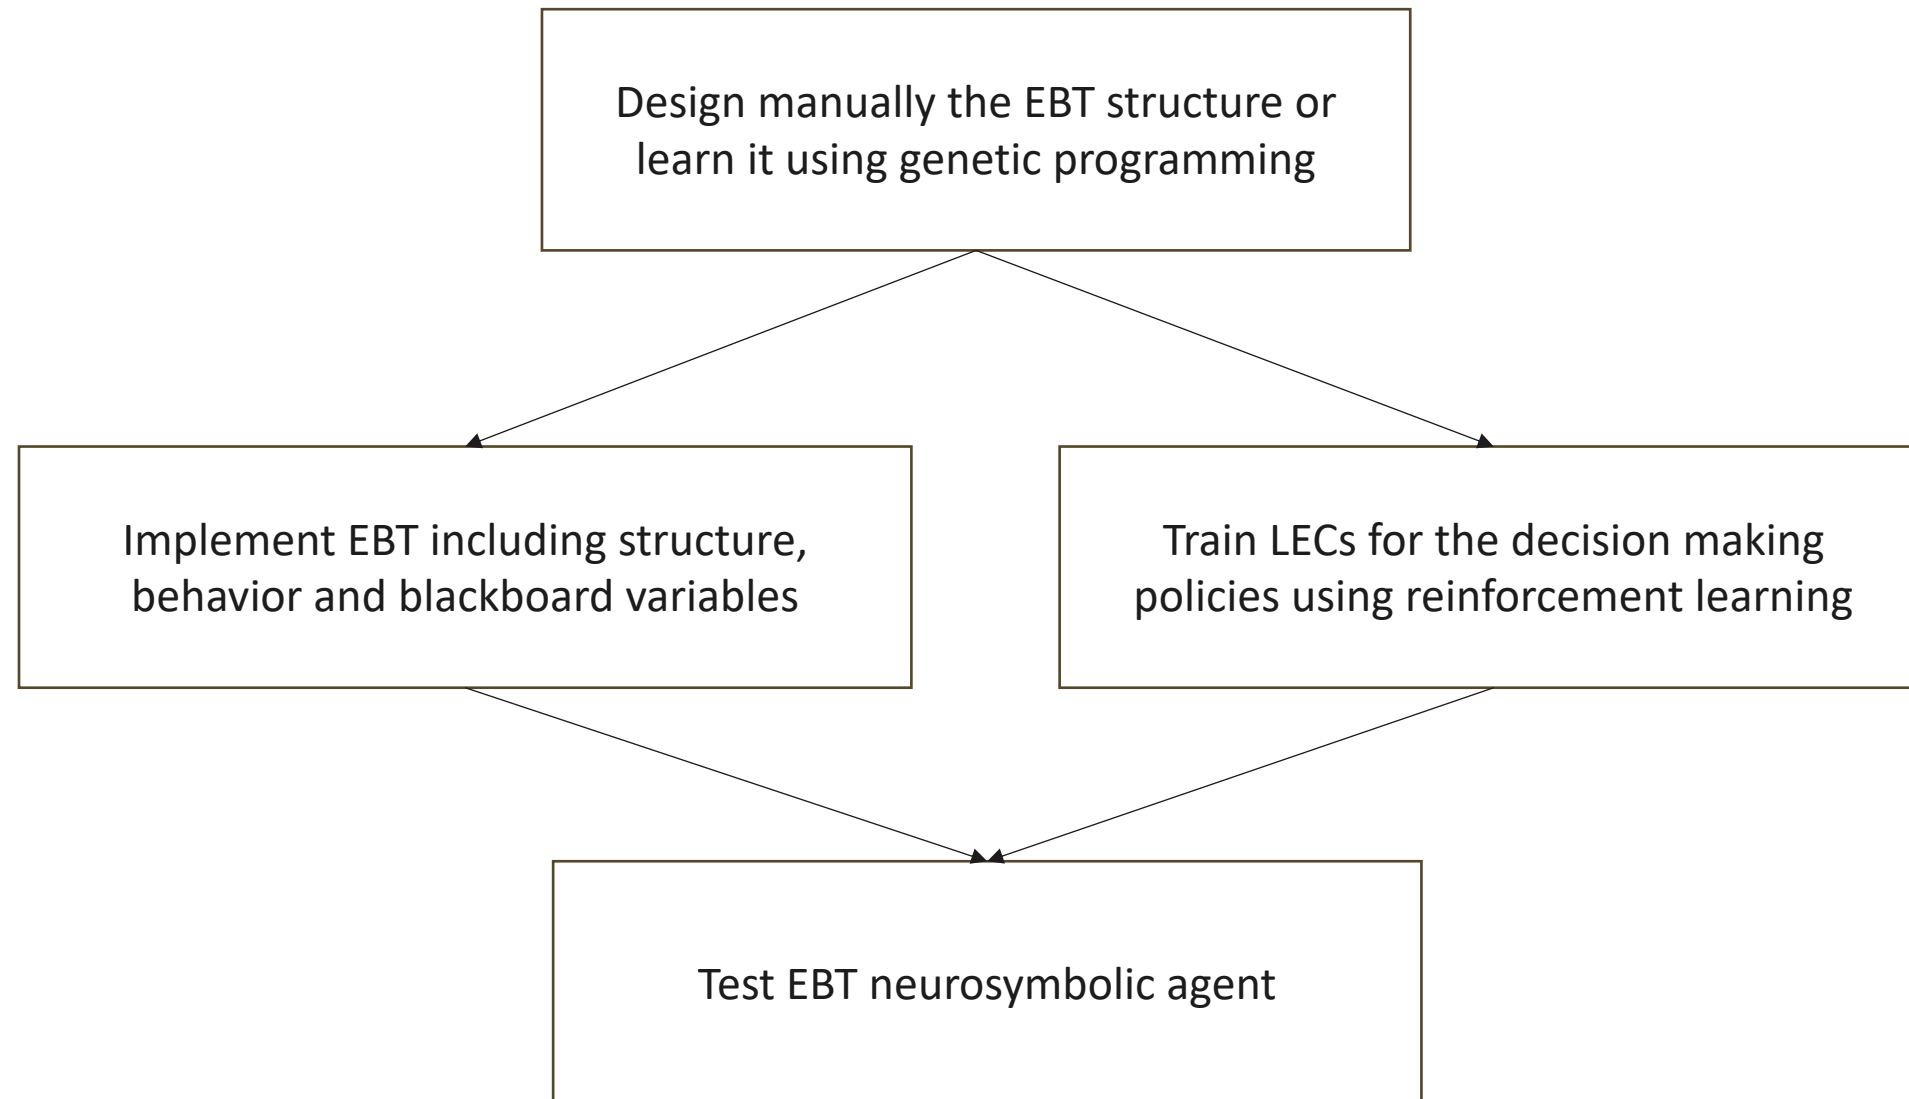 Design manually the EBT structure or
learn it using genetic programming
Implement EBT including structure,
behavior and blackboard variables
Train LECs for the decision making
policies using reinforcement learning
Test EBT neurosymbolic agent